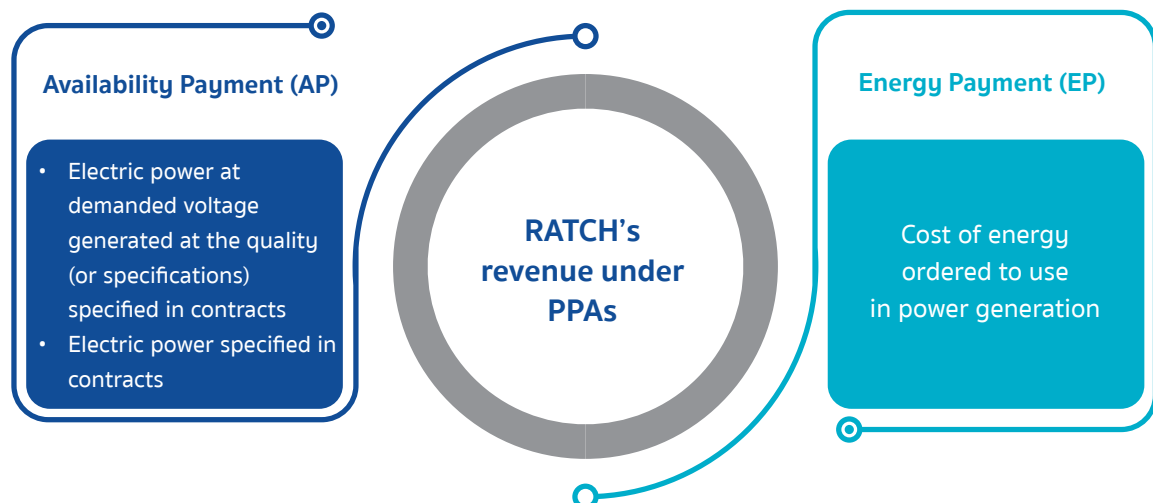 Availability Payment (AP)
• Electric power at
demanded voltage
generated at the quality
(or specifications)
specified in contracts
• Electric power specified in
contracts
RATCH's
revenue under
PPAs
Energy Payment (EP)
Cost of energy
ordered to use
in power generation